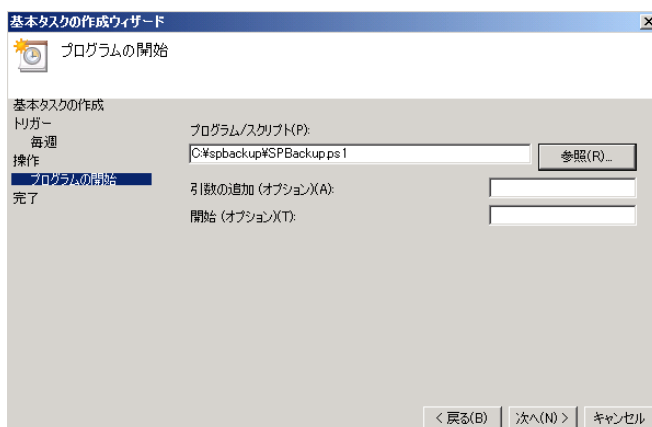 基本タスクの作成ウィザード
プログラムの開始
基本タスクの作成
トリガー
毎週
操作
プログラムの開始
完了
プログラム/スクリプト(P):
C:¥spbackup¥SPBackup.ps1
参照(R)...
引数の追加 (オプション)(A):
開始 (オプション)(T):
< 戻る(B)
次へ(N) >
キャンセル